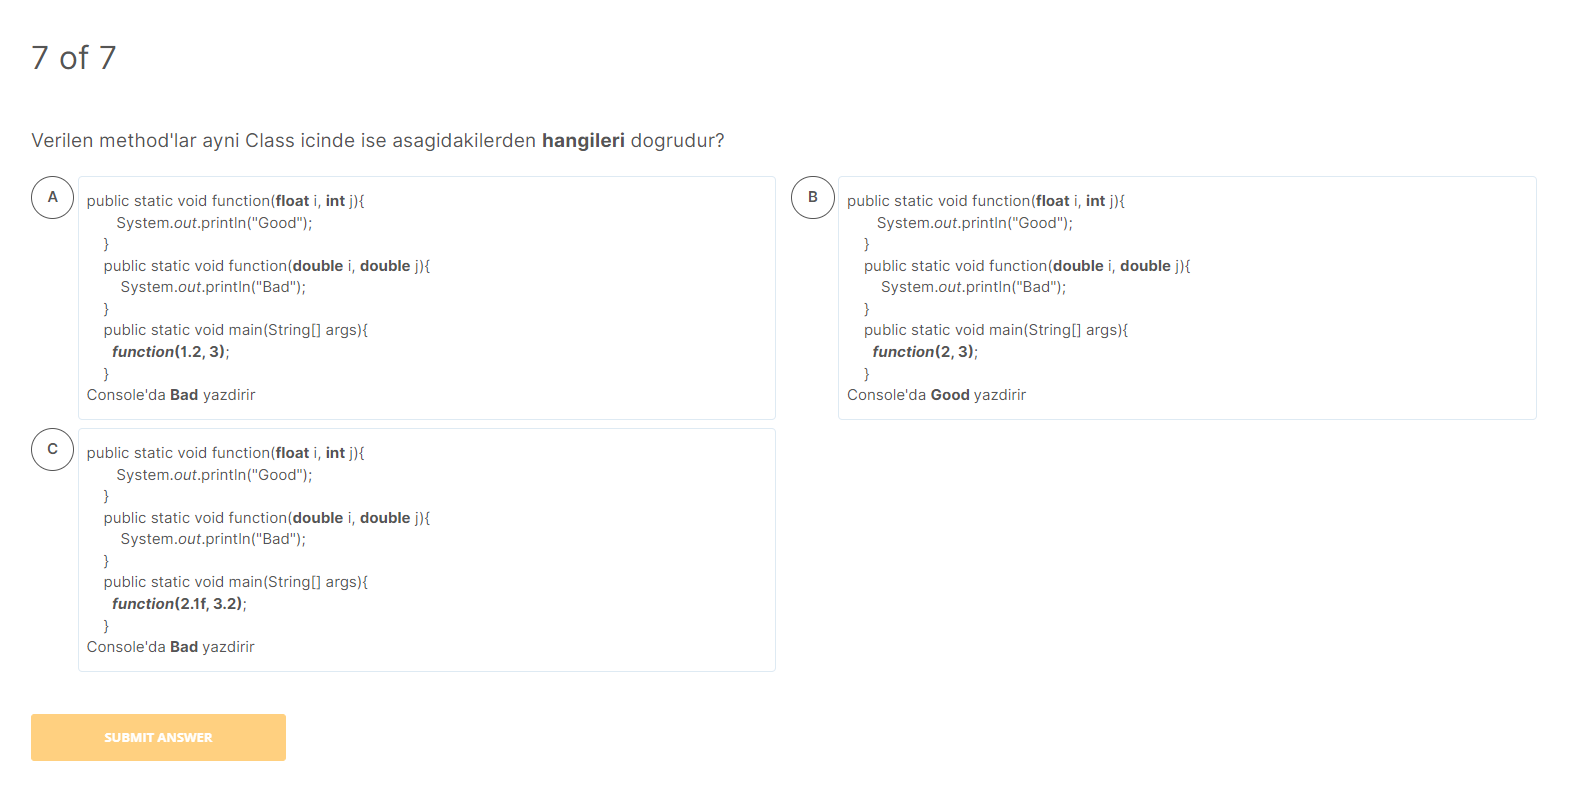 7 of 7
Verilen method'lar ayni Class icinde ise asagidakilerden hangileri dogrudur?
A
public static void function(float i, int j){
System.out.println("Good");
}
public static void function(double i, double j){
System.out.println("Bad");
}
public static void main(String[] args){
function(1.2, 3);
}
Console'da Bad yazdirir
B
public static void function(float i, int j){
System.out.println("Good");
}
public static void function(double i, double j){
System.out.println("Bad");
}
public static void main(String[] args){
function(2, 3);
}
Console'da Good yazdirir
C
public static void function(float i, int j){
System.out.println("Good");
}
public static void function(double i, double j){
System.out.println("Bad");
}
public static void main(String[] args){
function(2.1f, 3.2);
}
Console'da Bad yazdirir
SUBMIT ANSWER